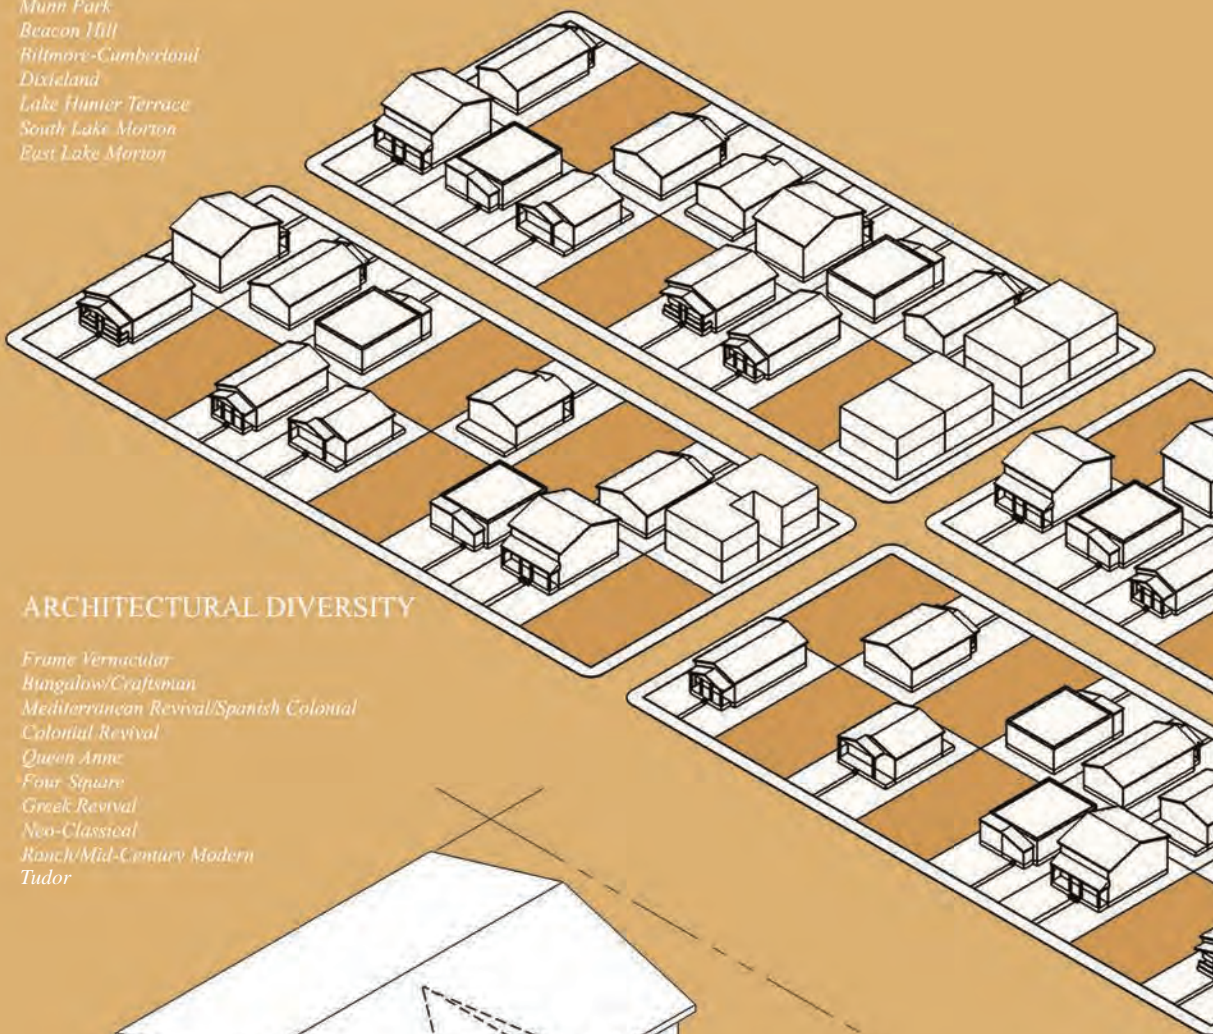 Munn Park
Beacon Hill
Biltmore-Cumberland
Dixieland
Lake Hunter Terrace
South Lake Morton
East Lake Morton
ARCHITECTURAL DIVERSITY
Frame Vernacular
Bungalow/Craftsman
Mediterranean Revival/Spanish Colonial
Colonial Revival
Queen Anne
Four Square
Greek Revival
Neo-Classical
Ranch/Mid-Century Modern
Tudor